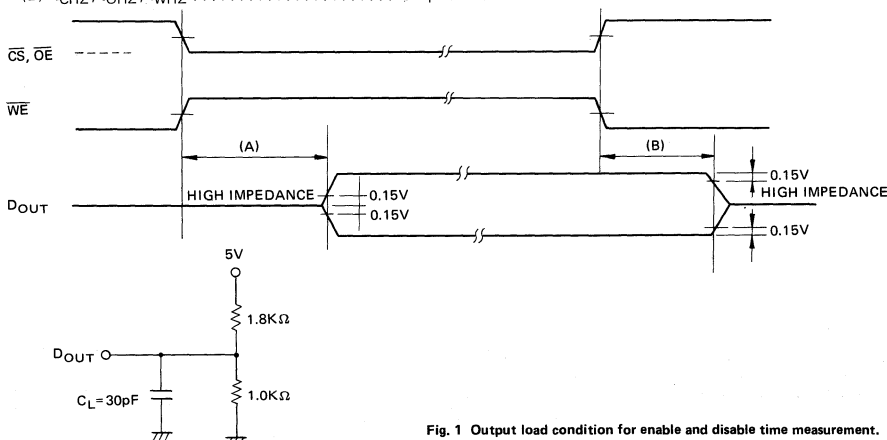 CS, OE
WE
(A)
(B)
0.15V
HIGH IMPEDANCE
0.15V
HIGH IMPEDANCE
DOUT
0.15V
0.15V
5V
1.8KΩ
DOUT
CL=30pF
1.0KΩ
Fig. 1 Output load condition for enable and disable time measurement.